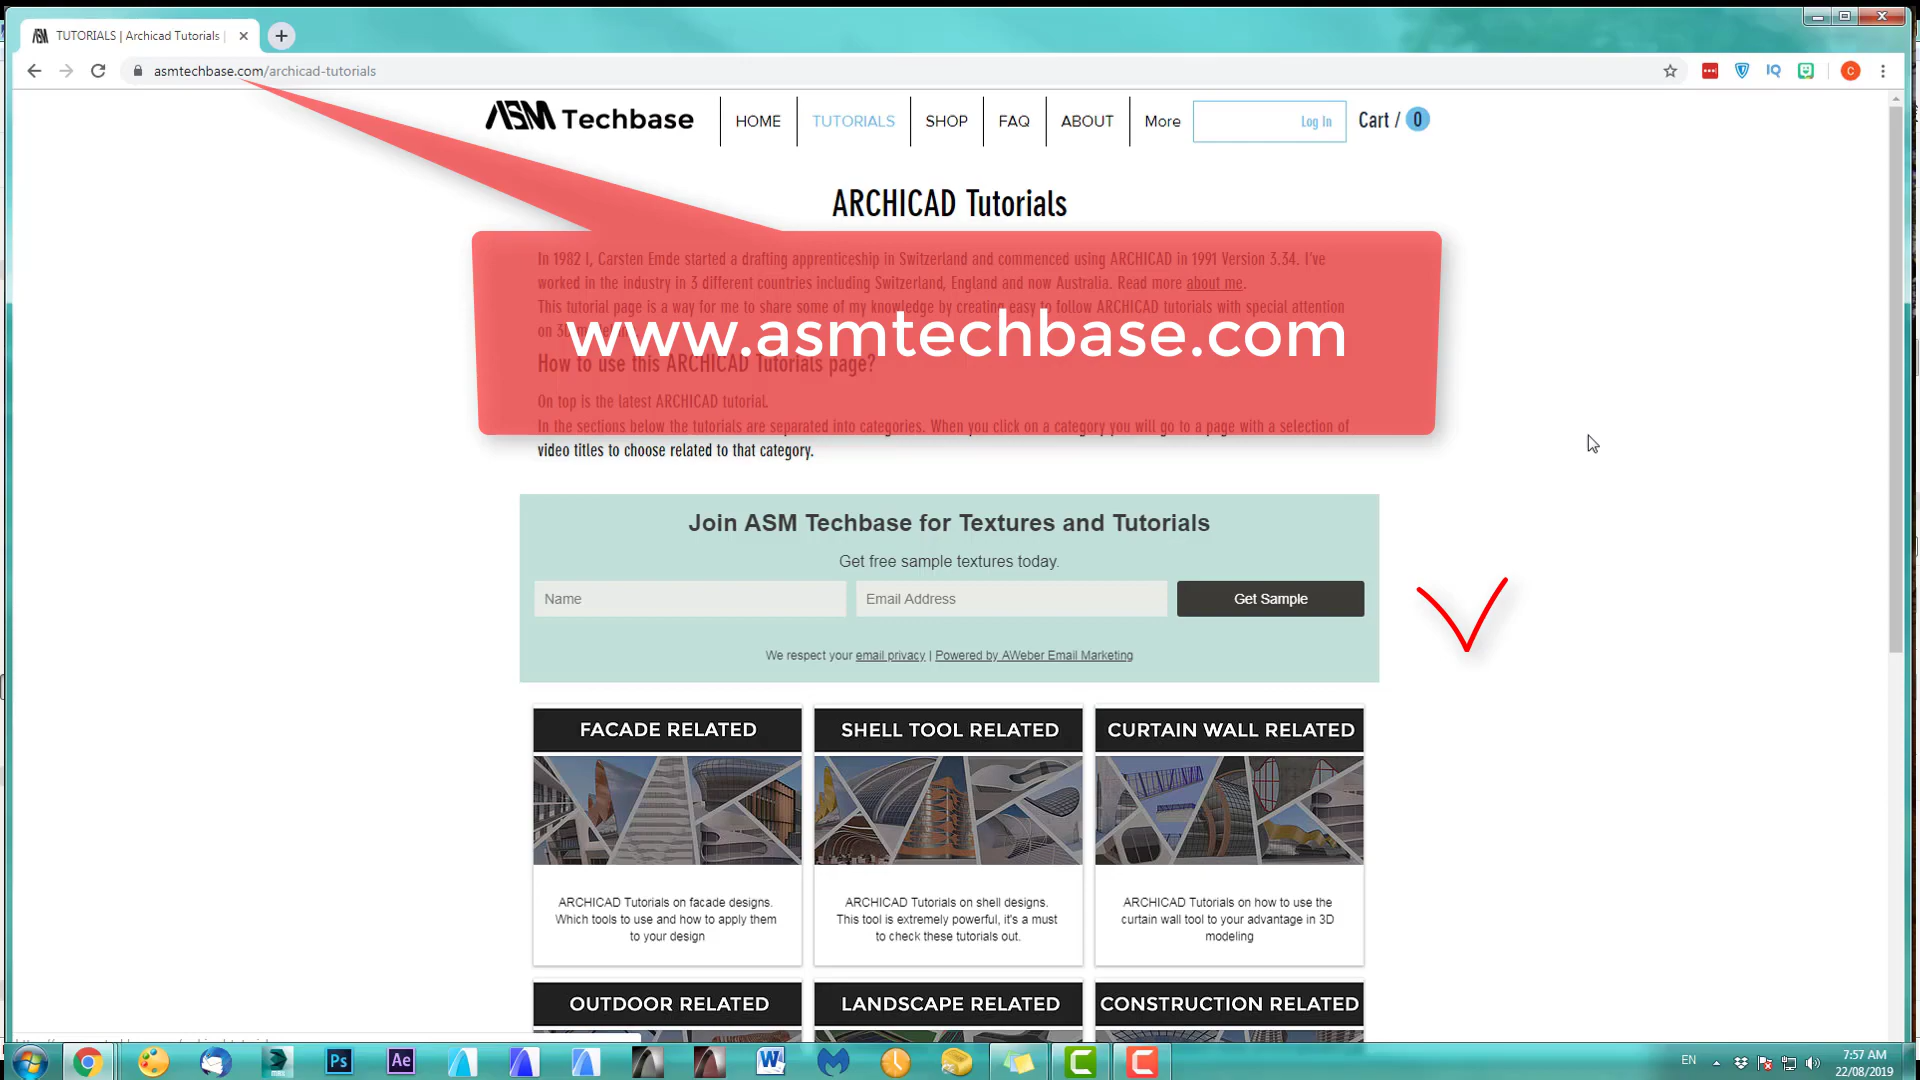 TUTORIALS | Archicad Tutorials |
asmtechbase.com/archicad-tutorials
ASM Techbase
HOME
TUTORIALS
SHOP
FAQ
ABOUT
More
Log In
Cart / 0
ARCHICAD Tutorials
In 1982 I, Carsten Emde started a drafting apprenticeship in Switzerland and commenced using ARCHICAD in 1991 Version 3.34. I've
worked in the industry in 3 different countries including Switzerland, England and now Australia. Read more about me.
This tutorial page is a way for me to share some of my knowledge by creating easy to follow ARCHICAD tutorials with special attention
on
www.asmtechbase.com
How to use this ARCHICAD Tutorials page?
On top is the latest ARCHICAD tutorial.
In the sections below the tutorials are separated into categories. When you click on a category you will go to a page with a selection of
video titles to choose related to that category.
Join ASM Techbase for Textures and Tutorials
Get free sample textures today.
Name
Email Address
Get Sample
We respect your email privacy | Powered by AWeber Email Marketing
FACADE RELATED
SHELL TOOL RELATED
CURTAIN WALL RELATED
ARCHICAD Tutorials on facade designs.
Which tools to use and how to apply them
to your design
ARCHICAD Tutorials on shell designs.
This tool is extremely powerful, it's a must
to check these tutorials out.
ARCHICAD Tutorials on how to use the
curtain wall tool to your advantage in 3D
modeling
OUTDOOR RELATED
LANDSCAPE RELATED
CONSTRUCTION RELATED
Ps
Ae
EN
7:57 AM
22/08/2019